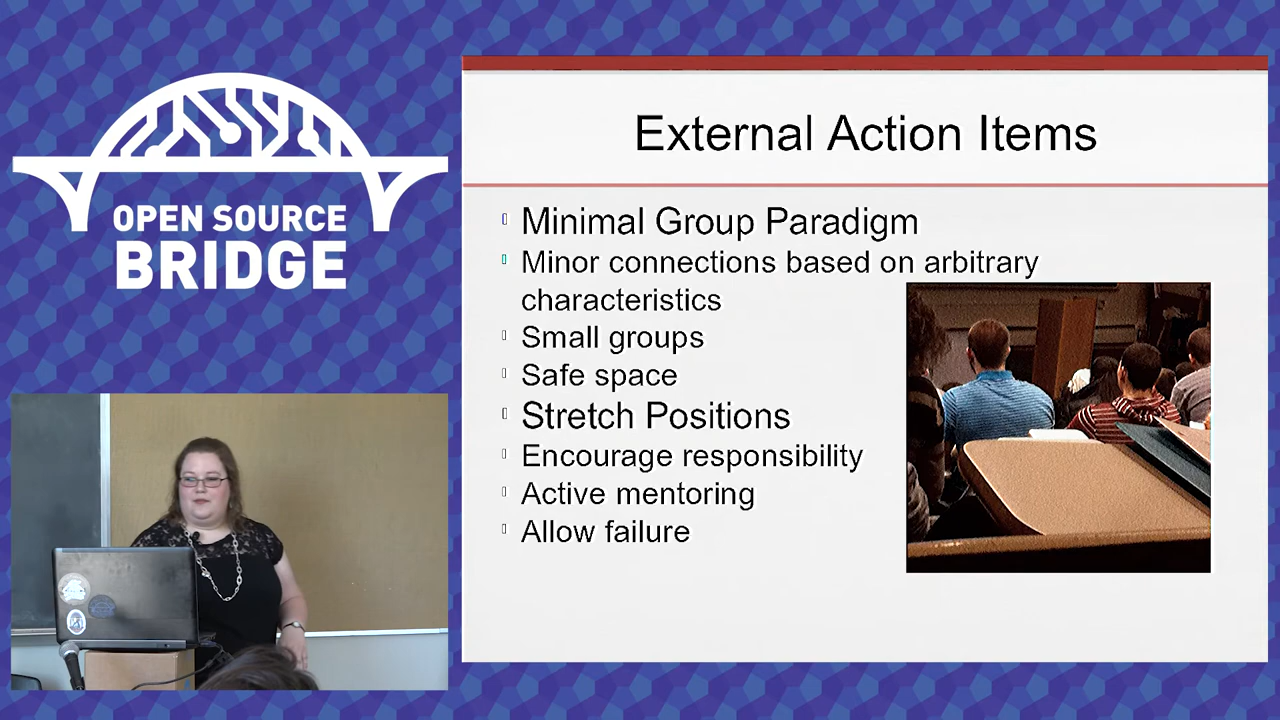 OPEN SOURCE
BRIDGE
External Action Items
Minimal Group Paradigm
Minor connections based on arbitrary
characteristics
Small groups
Safe space
Stretch Positions
Encourage responsibility
Active mentoring
Allow failure